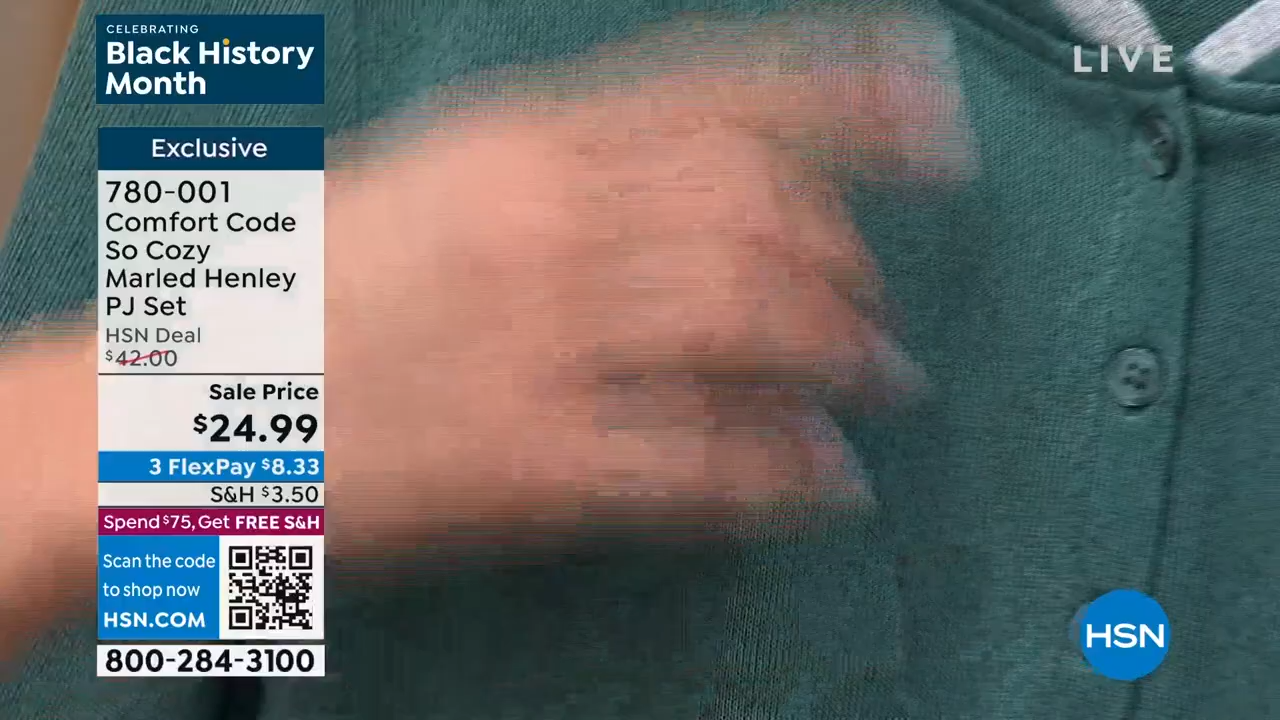 CELEBRATING
Black History
Month
LIVE
Exclusive
780-001
Comfort Code
So Cozy
Marled Henley
PJ Set
HSN Deal
$42.00
Sale Price
$24.99
3 FlexPay $8.33
S&H $3.50
Spend $75, Get FREE S&H
Scan the code
to shop now
HSN.COM
800-284-3100
HSN